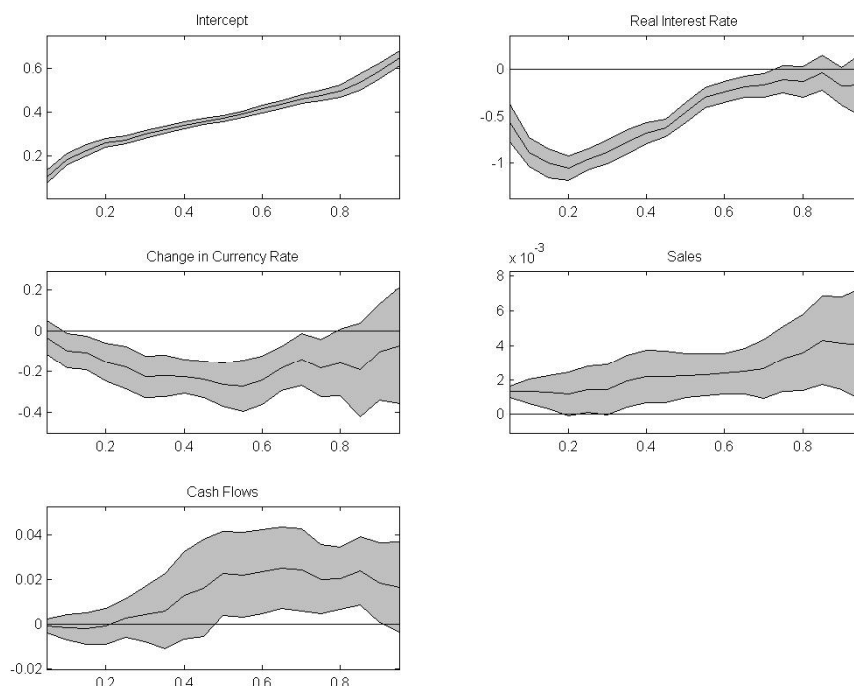 Intercept
0.6
0.4
0.2
0.2 0.4 0.6 0.8
Real Interest Rate
0
-0.5
-1
0.2 0.4 0.6 0.8
Change in Currency Rate
0.2
0
-0.2
-0.4
0.2 0.4 0.6 0.8
Sales
x 10⁻³
8
6
4
2
0
0.2 0.4 0.6 0.8
Cash Flows
0.04
0.02
0
-0.02
0.2 0.4 0.6 0.8